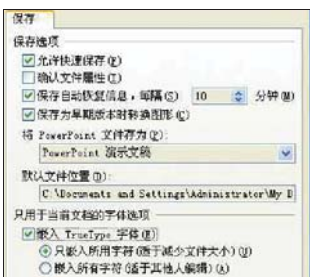 保存
保存选项
允许快速保存(F)
确认文件属性(I)
保存自动恢复信息，每隔(S) 10 分钟(M)
保存为早期版本时转换图形(C)
将 PowerPoint 文件存为(P):
PowerPoint 演示文稿
默认文件位置(D):
C:\Documents and Settings\Administrator\My D
只用于当前文档的字体选项
嵌入 TrueType 字体(E)
只嵌入所用字符(适于减少文件大小)(U)
嵌入所有字符(适于其他人编辑)(A)